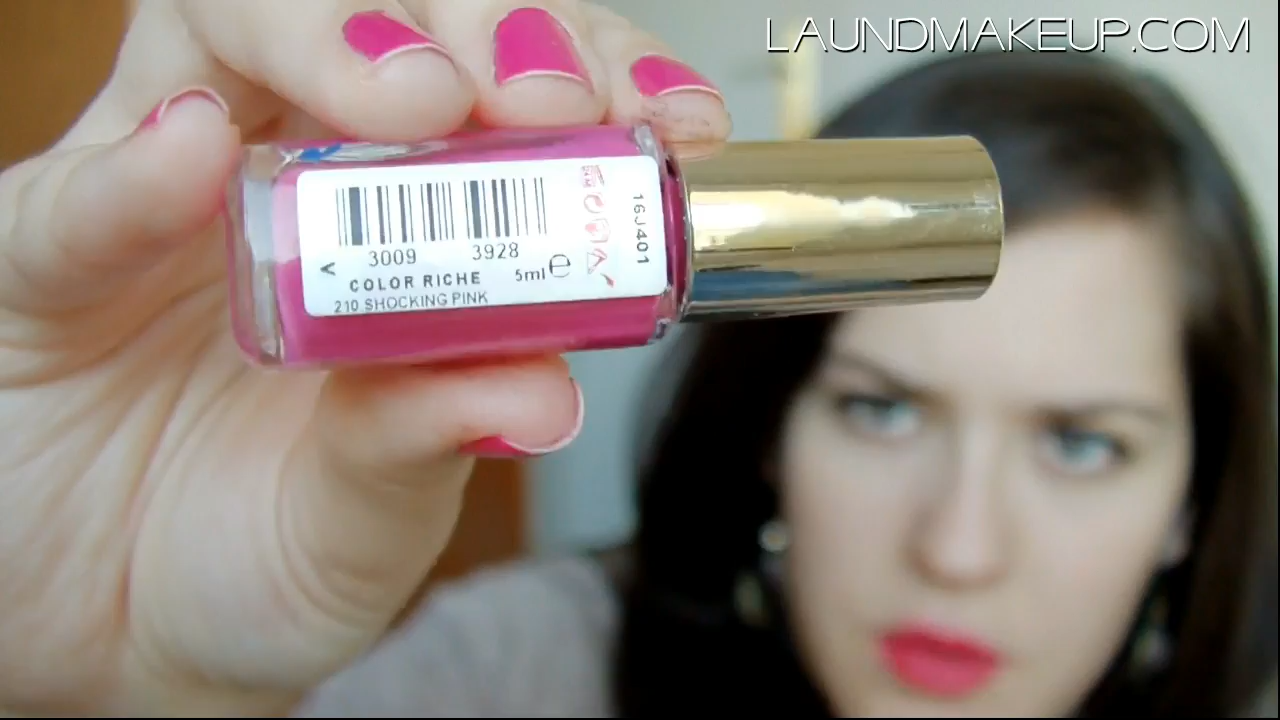 LAUNDMAKEUP.COM
16J401
3009 3928
< COLOR RICHE 5ml ℮
210 SHOCKING PINK